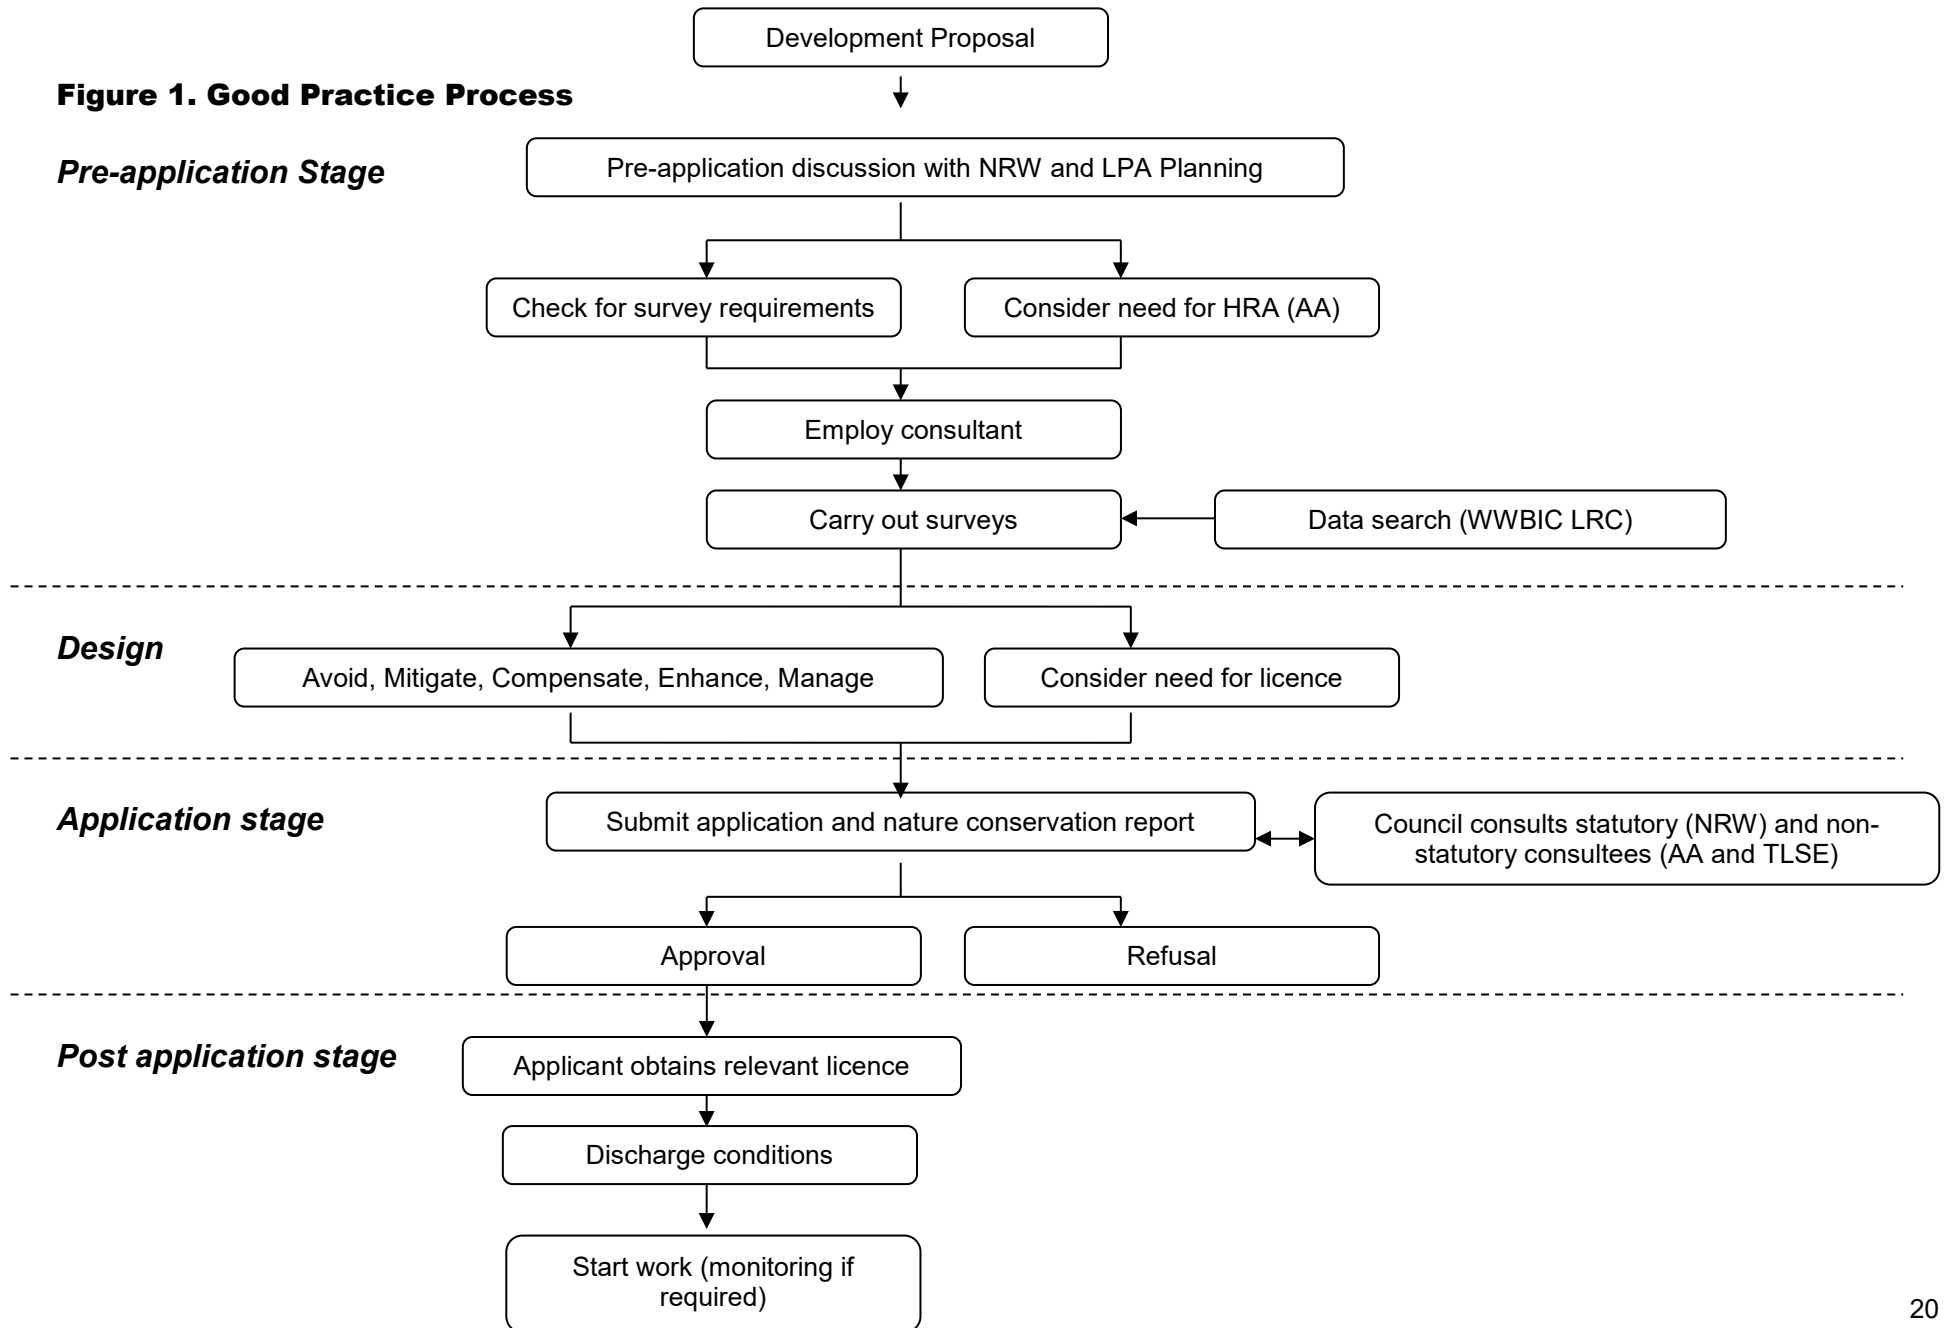 Development Proposal
Figure 1. Good Practice Process
Pre-application Stage
Pre-application discussion with NRW and LPA Planning
Check for survey requirements
Consider need for HRA (AA)
Employ consultant
Carry out surveys
Data search (WWBIC LRC)
Design
Avoid, Mitigate, Compensate, Enhance, Manage
Consider need for licence
Application stage
Submit application and nature conservation report
Council consults statutory (NRW) and non-
statutory consultees (AA and TLSE)
Approval
Refusal
Post application stage
Applicant obtains relevant licence
Discharge conditions
Start work (monitoring if
required)
20